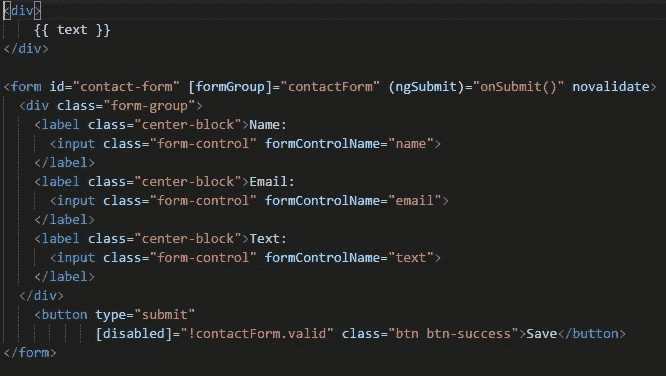 <div>
    {{ text }}
</div>

<form id="contact-form" [formGroup]="contactForm" (ngSubmit)="onSubmit()" novalidate>
  <div class="form-group">
    <label class="center-block">Name:
      <input class="form-control" formControlName="name">
    </label>
    <label class="center-block">Email:
      <input class="form-control" formControlName="email">
    </label>
    <label class="center-block">Text:
      <input class="form-control" formControlName="text">
    </label>
  </div>
    <button type="submit"
            [disabled]="!contactForm.valid" class="btn btn-success">Save</button>
</form>